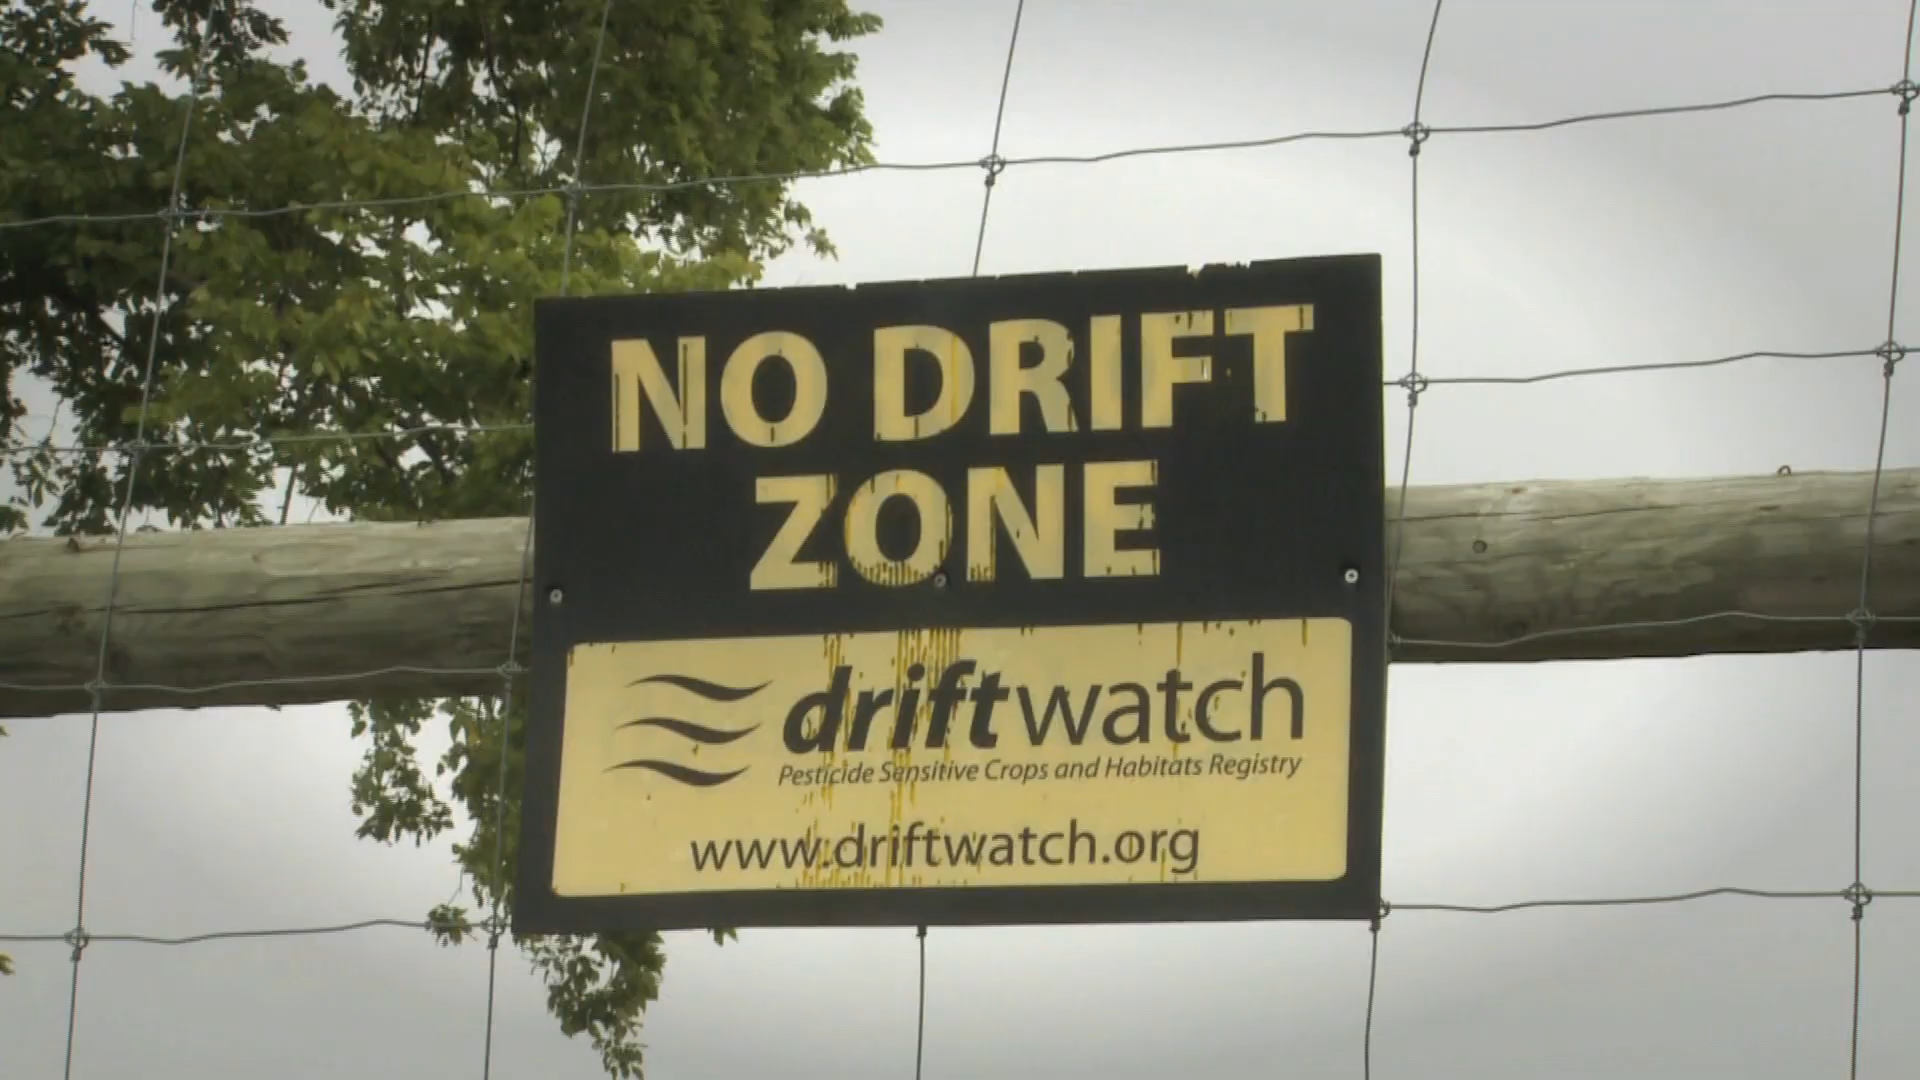 NO DRIFT
ZONE
driftwatch
Pesticide Sensitive Crops and Habitats Registry
www.driftwatch.org